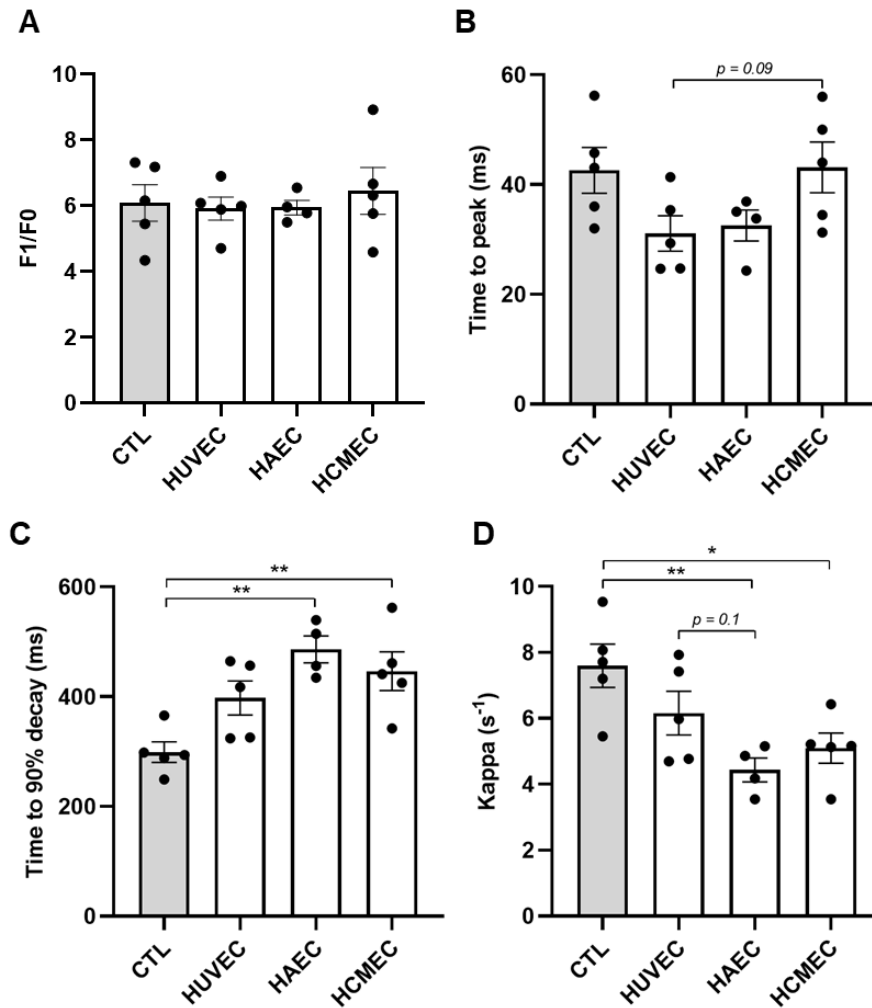 A
F1/F0
10
8
6
4
2
0
CTL
HUVEC
HAEC
HCMEC
B
Time to peak (ms)
60
40
20
0
p = 0.09
CTL
HUVEC
HAEC
HCMEC
C
Time to 90% decay (ms)
600
400
200
0
**
**
CTL
HUVEC
HAEC
HCMEC
D
Kappa (s⁻¹)
10
8
6
4
2
0
*
**
p = 0.1
CTL
HUVEC
HAEC
HCMEC